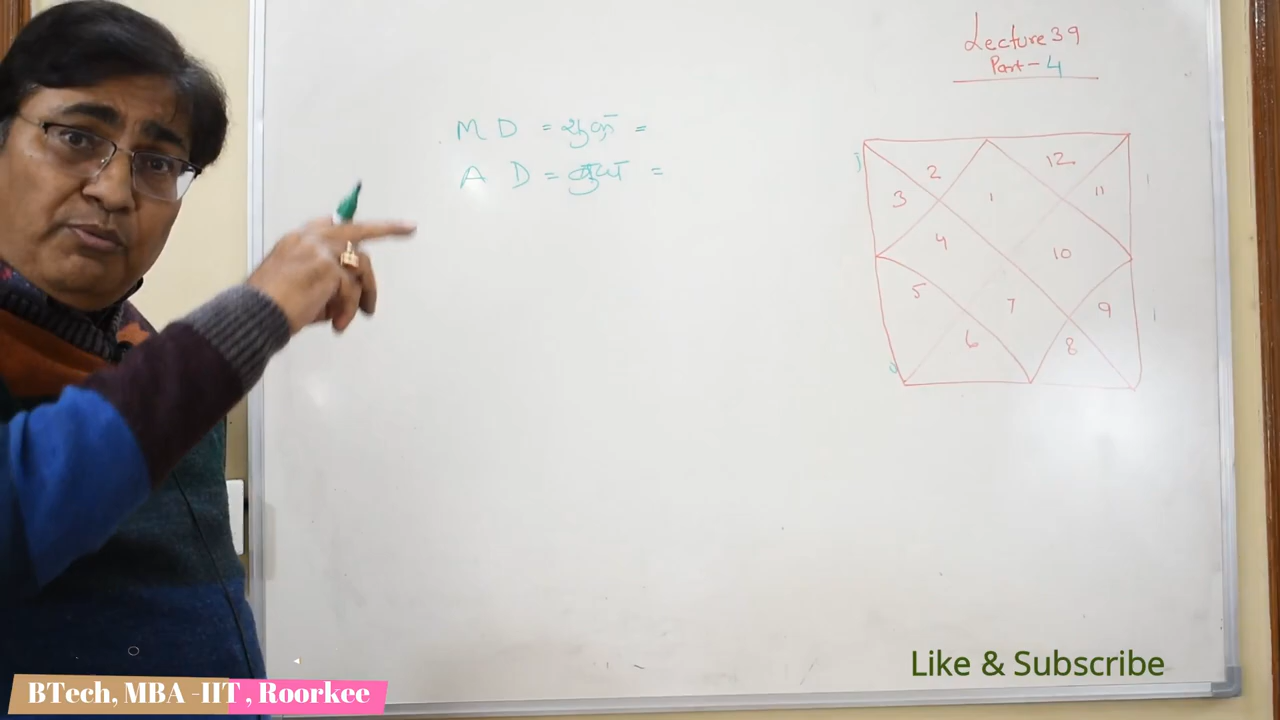 Lecture 39
Part - 4
M D = शुक्र =
A D = बुध =
12
2
11
3
1
4
10
5
7
9
6
8
Like & Subscribe
BTech, MBA -IIT , Roorkee